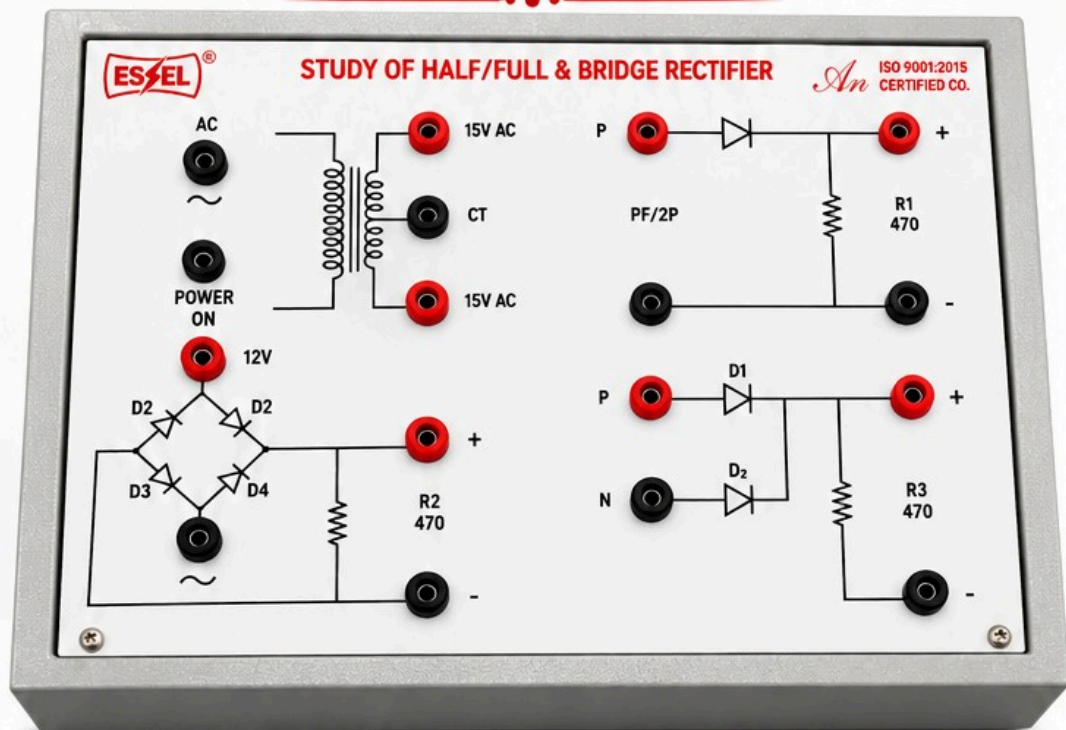 ESSEL®
STUDY OF HALF/FULL & BRIDGE RECTIFIER
An ISO 9001:2015
CERTIFIED CO.
AC
~
POWER
ON
15V AC
CT
15V AC
P
+
PF/2P
R1
470
-
12V
D2
D2
D3
D4
~
+
R2
470
-
P
D1
+
N
D₂
R3
470
-